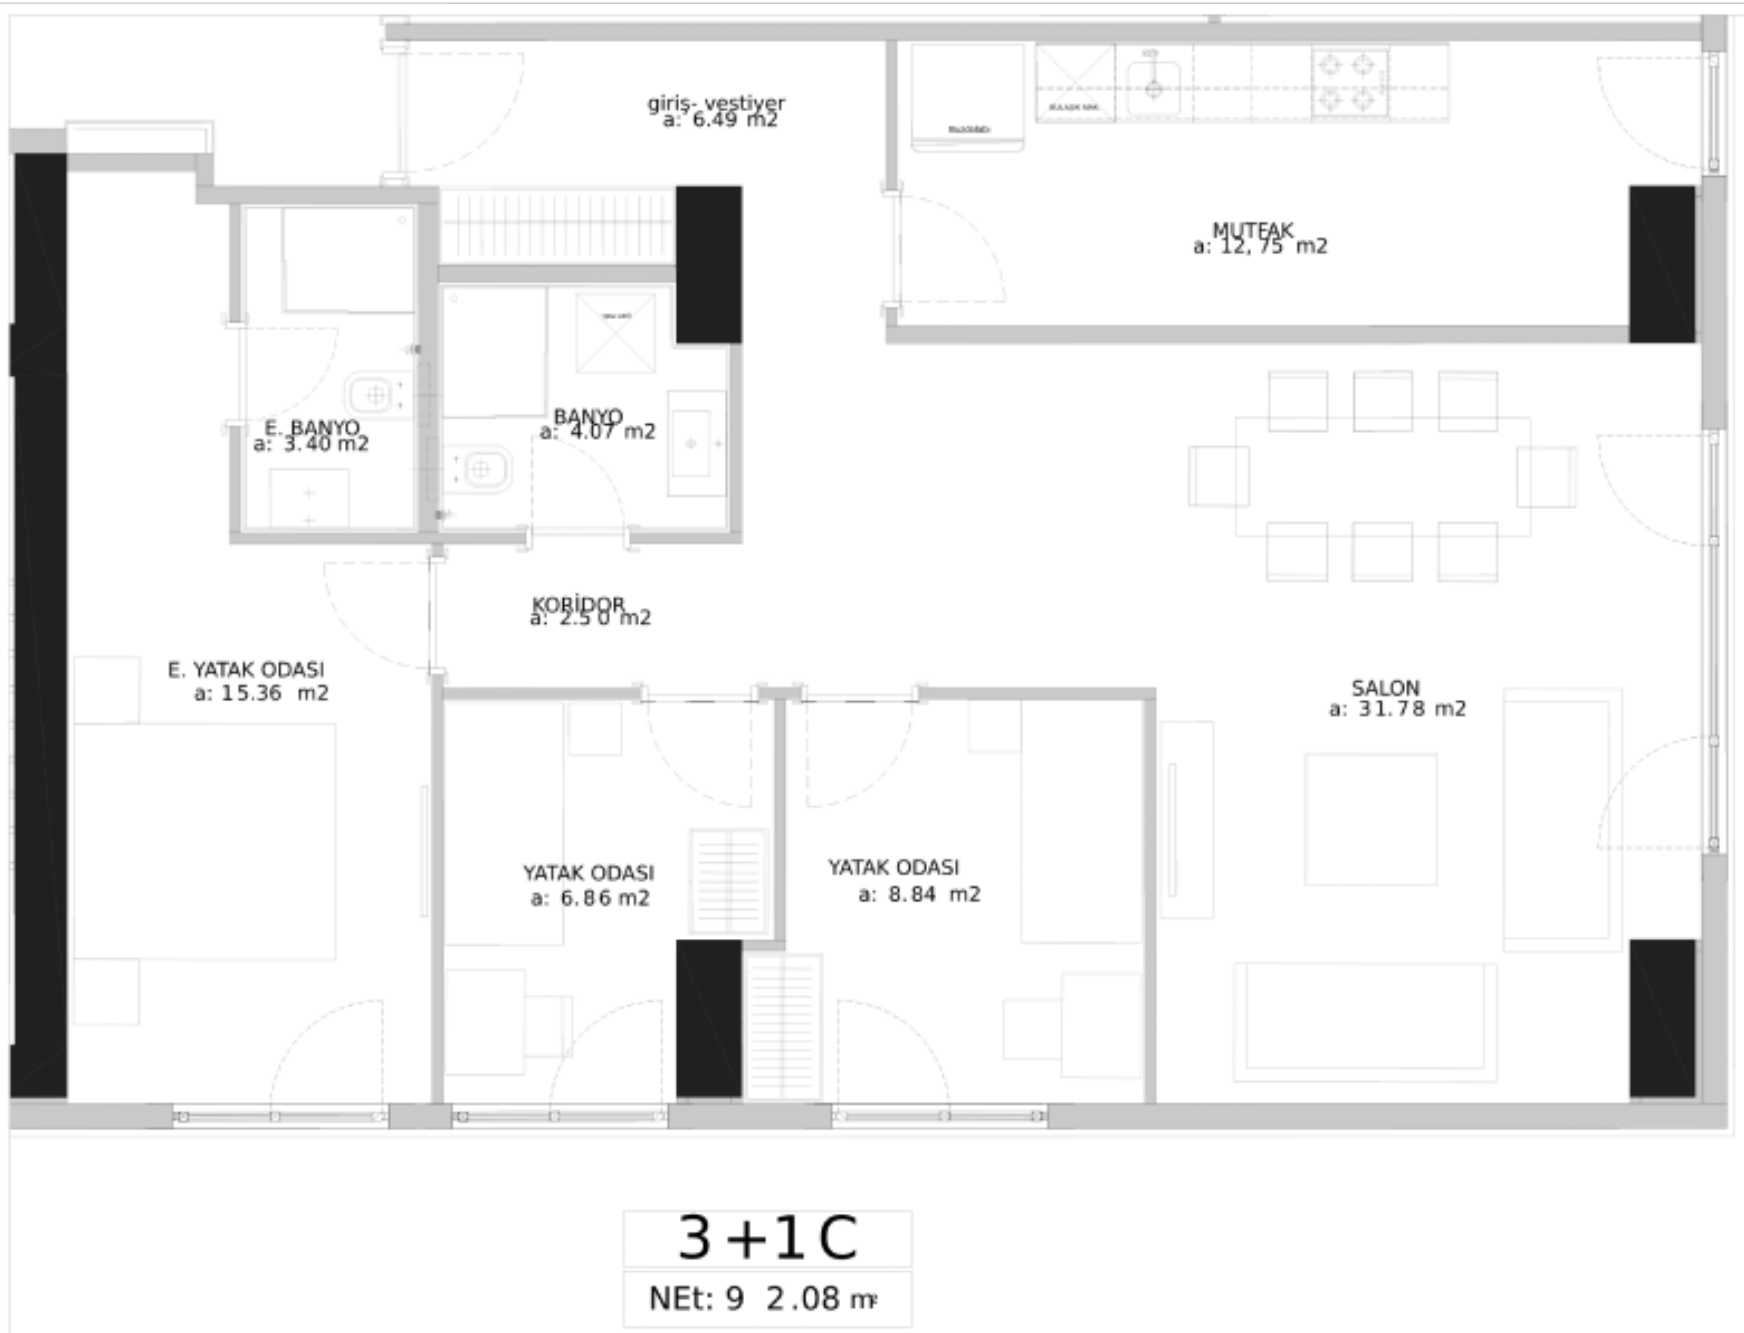 giriş- vestiyer
a: 6.49 m2
MUTFAK
a: 12, 75 m2
E. BANYO
a: 3.40 m2
BANYO
a: 4.07 m2
KORİDOR
a: 2.5 0 m2
E. YATAK ODASI
a: 15.36 m2
SALON
a: 31.78 m2
YATAK ODASI
a: 6.86 m2
YATAK ODASI
a: 8.84 m2
3+1C
NEt: 9 2.08 m²